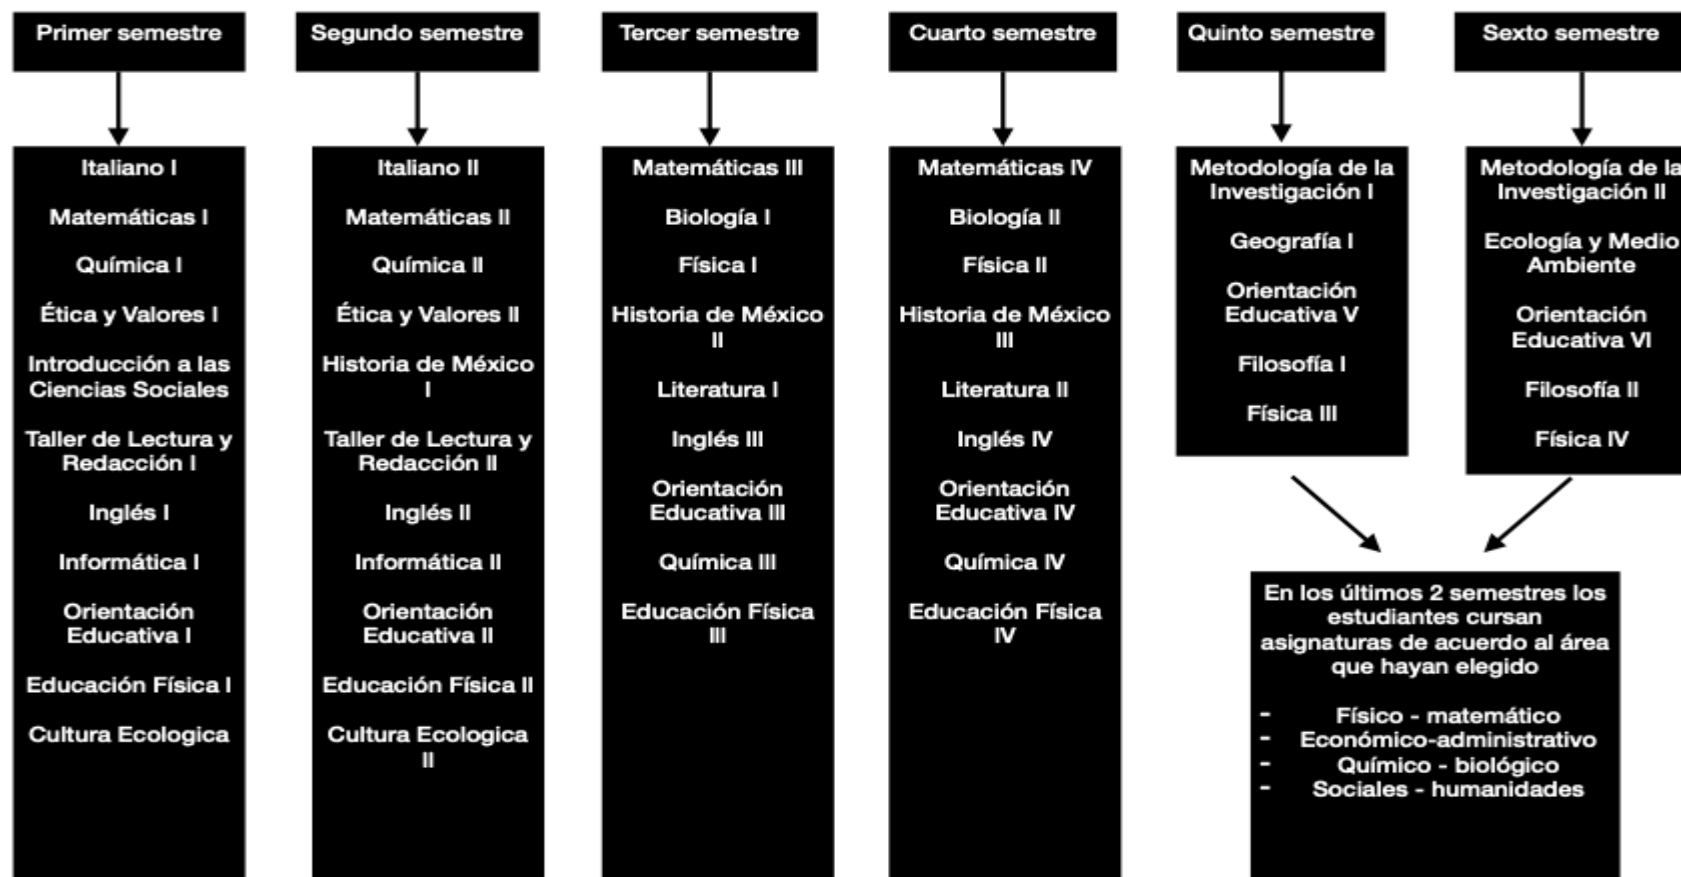 Primer semestre
Italiano I
Matemáticas I
Química I
Ética y Valores I
Introducción a las
Ciencias Sociales
Taller de Lectura y
Redacción I
Inglés I
Informática I
Orientación
Educativa I
Educación Física I
Cultura Ecologica
Segundo semestre
Italiano II
Matemáticas II
Química II
Ética y Valores II
Historia de México
I
Taller de Lectura y
Redacción II
Inglés II
Informática II
Orientación
Educativa II
Educación Física II
Cultura Ecologica
II
Tercer semestre
Matemáticas III
Biología I
Física I
Historia de México
II
Literatura I
Inglés III
Orientación
Educativa III
Química III
Educación Física
III
Cuarto semestre
Matemáticas IV
Biología II
Física II
Historia de México
III
Literatura II
Inglés IV
Orientación
Educativa IV
Química IV
Educación Física
IV
Quinto semestre
Metodología de la
Investigación I
Geografía I
Orientación
Educativa V
Filosofía I
Física III
Sexto semestre
Metodología de la
Investigación II
Ecología y Medio
Ambiente
Orientación
Educativa VI
Filosofía II
Física IV
En los últimos 2 semestres los
estudiantes cursan
asignaturas de acuerdo al área
que hayan elegido
- Físico - matemático
- Económico-administrativo
- Químico - biológico
- Sociales - humanidades